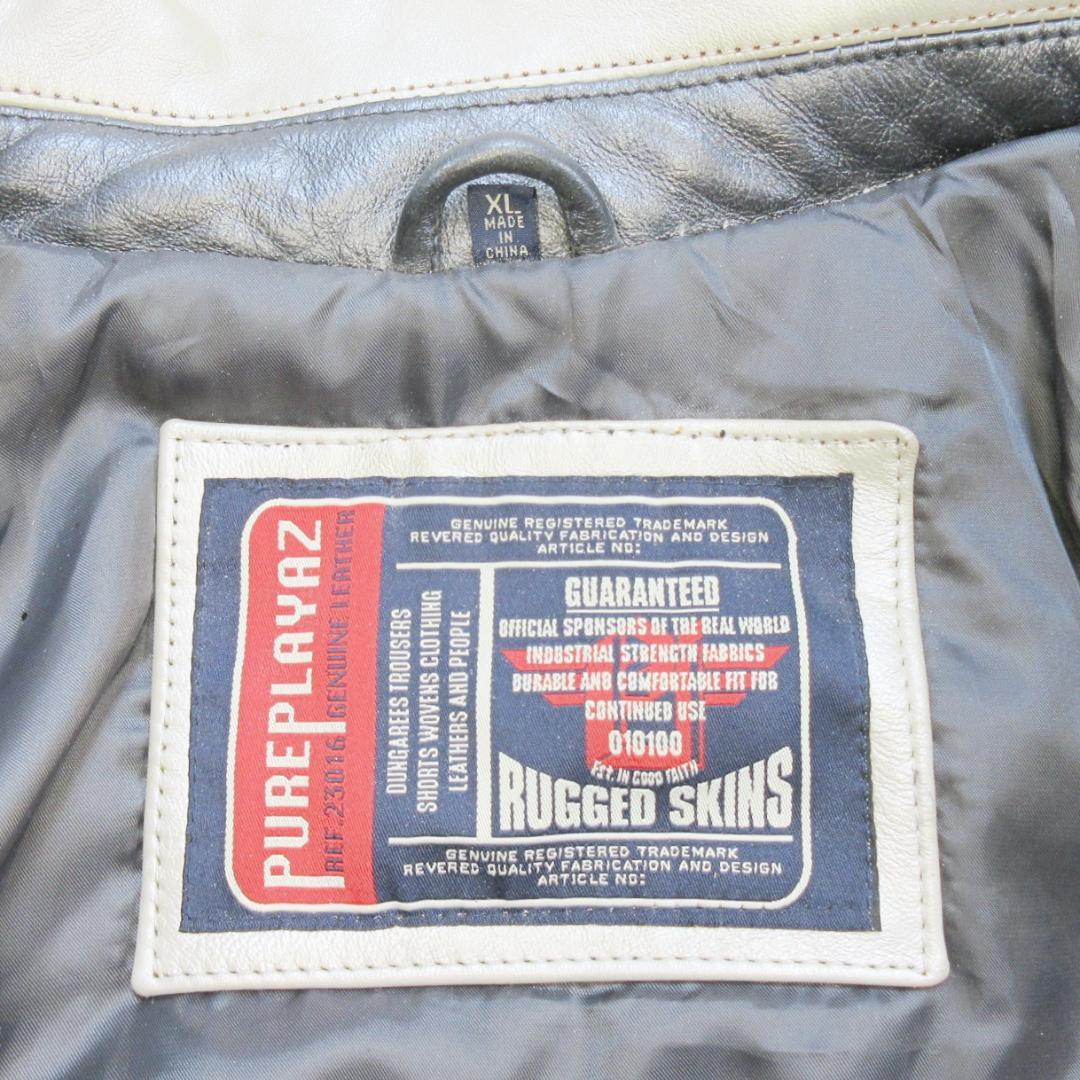 XL
MADE
IN
CHINA
PUREPLAYAZ
REF.23016 GENUINE LEATHER
GENUINE REGISTERED TRADEMARK
REVERED QUALITY FABRICATION AND DESIGN
ARTICLE NO:
DUNGAREES TROUSERS
SHORTS WOVENS CLOTHING
LEATHERS AND PEOPLE
GUARANTEED
OFFICIAL SPONSORS OF THE REAL WORLD
INDUSTRIAL STRENGTH FABRICS
DURABLE AND COMFORTABLE FIT FOR
CONTINUED USE
010100
EST. IN GOOD FAITH
RUGGED SKINS
GENUINE REGISTERED TRADEMARK
REVERED QUALITY FABRICATION AND DESIGN
ARTICLE NO: